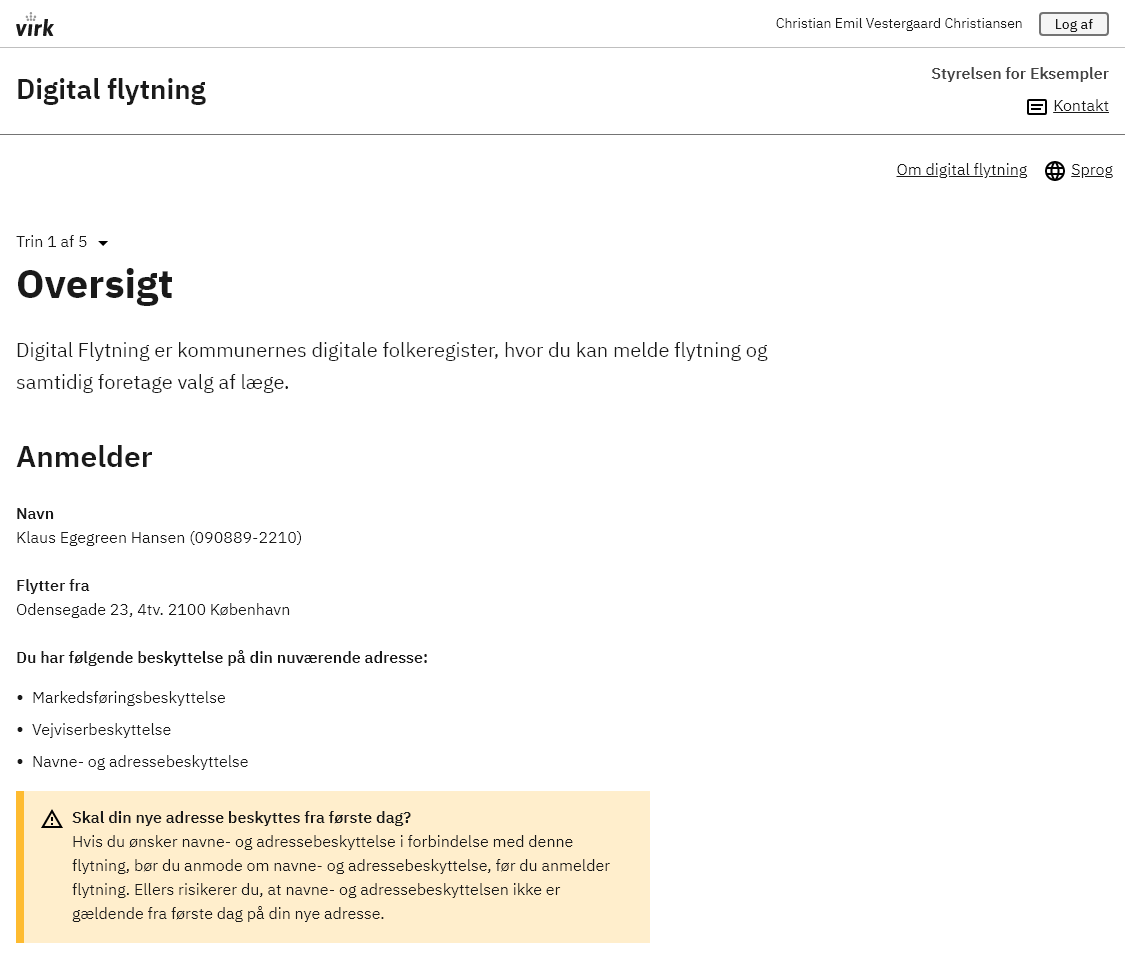 virk
Christian Emil Vestergaard Christiansen
Log af
Digital flytning
Styrelsen for Eksempler
Kontakt
Om digital flytning
Sprog
Trin 1 af 5
Oversigt
Digital Flytning er kommunernes digitale folkeregister, hvor du kan melde flytning og
samtidig foretage valg af læge.
Anmelder
Navn
Klaus Egegreen Hansen (090889-2210)
Flytter fra
Odensegade 23, 4tv. 2100 København
Du har følgende beskyttelse på din nuværende adresse:
• Markedsføringsbeskyttelse
• Vejviserbeskyttelse
• Navne- og adressebeskyttelse
Skal din nye adresse beskyttes fra første dag?
Hvis du ønsker navne- og adressebeskyttelse i forbindelse med denne
flytning, bør du anmode om navne- og adressebeskyttelse, før du anmelder
flytning. Ellers risikerer du, at navne- og adressebeskyttelsen ikke er
gældende fra første dag på din nye adresse.